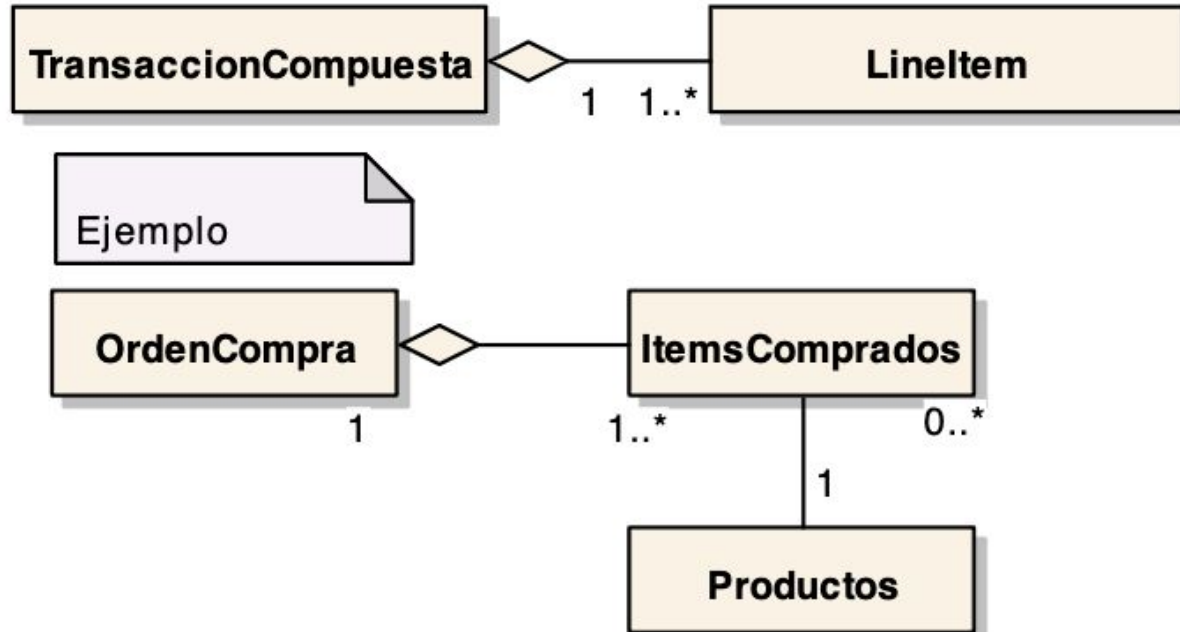 TransaccionCompuesta
LineItem
1
1..*
Ejemplo
OrdenCompra
ItemsComprados
1
1..*
0..*
1
Productos